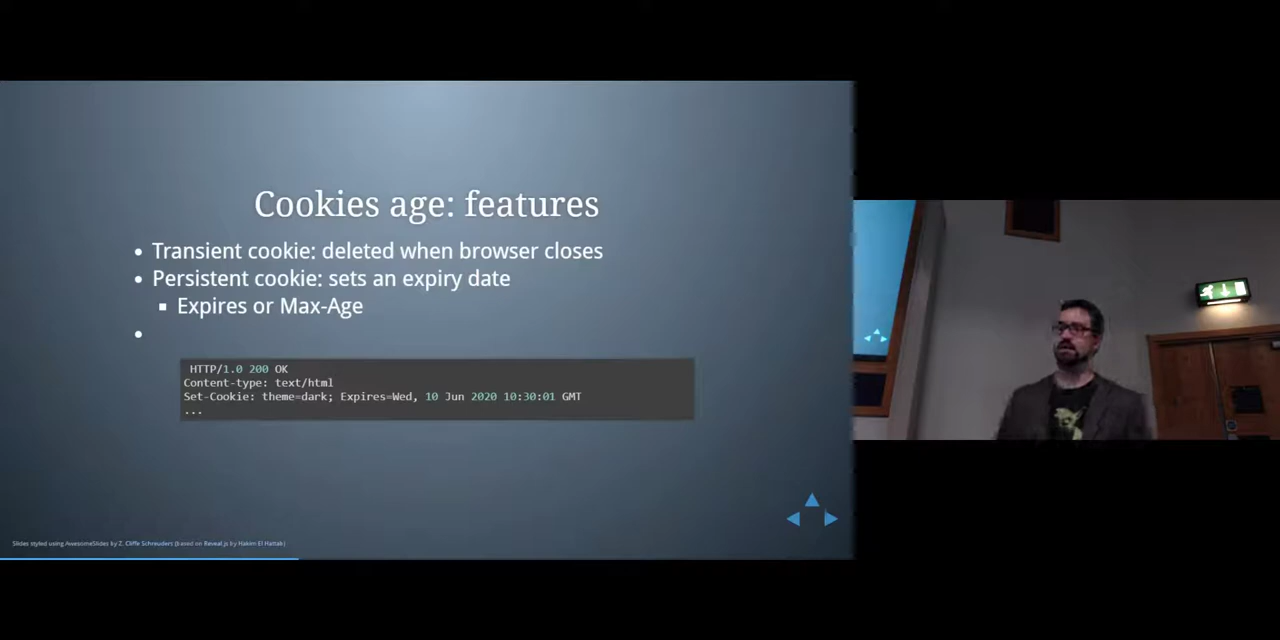 Cookies age: features
Transient cookie: deleted when browser closes
Persistent cookie: sets an expiry date
Expires or Max-Age
HTTP/1.0 200 OK
Content-type: text/html
Set-Cookie: theme=dark; Expires=Wed, 10 Jun 2020 10:30:01 GMT
...
Slides styled using AwesomeSlides by Z. Cliffe Schreuders (based on Reveal.js by Hakim El Hattab)